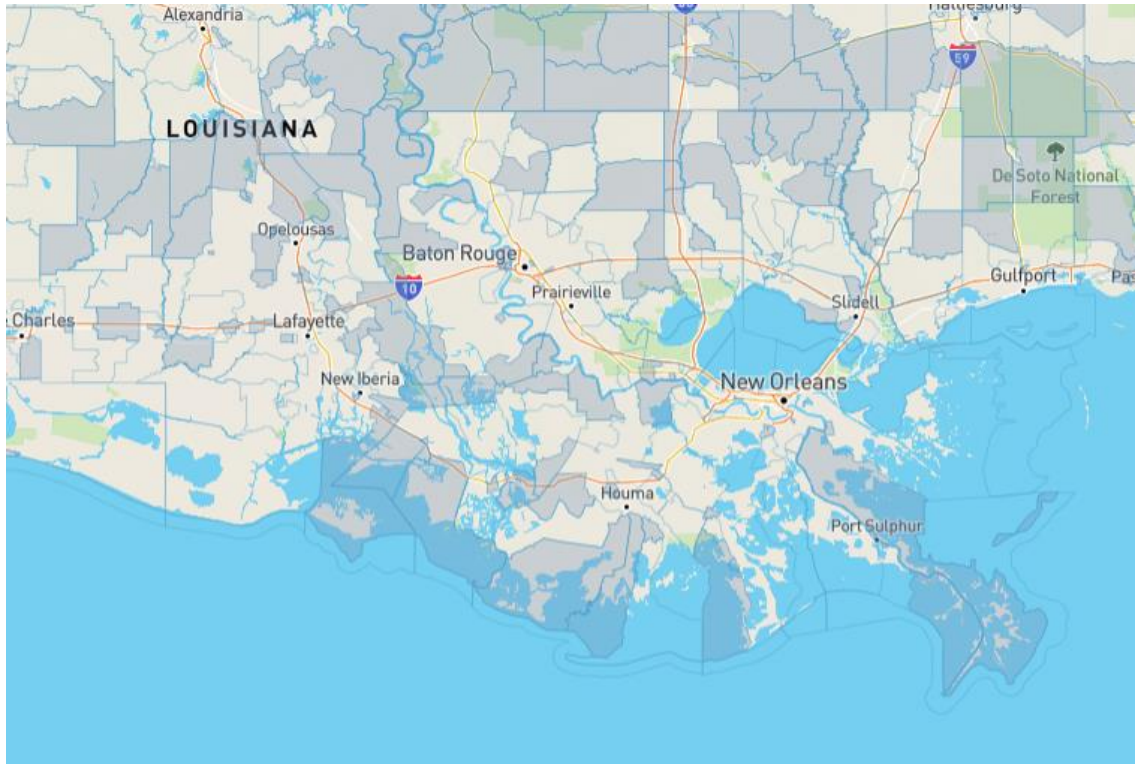 Alexandria
59
LOUISIANA
De Soto National
Forest
Opelousas
Baton Rouge
10
Prairieville
Gulfport
Slidell
Charles
Lafayette
New Iberia
New Orleans
Houma
Port Sulphur